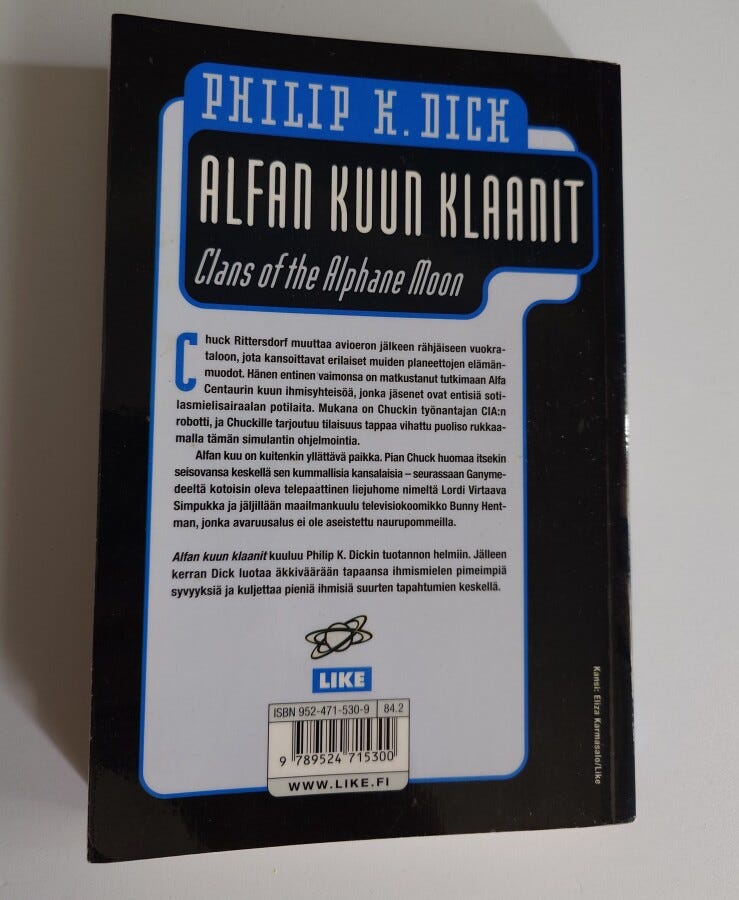 PHILIP K. DICK
ALFAN KUUN KLAANIT
Clans of the Alphane Moon
Chuck Rittersdorf muuttaa avioeron jälkeen rähjäiseen vuokra-
taloon, jota kansoittavat erilaiset muiden planeettojen elämän-
muodot. Hänen entinen vaimonsa on matkustanut tutkimaan Alfa
Centaurin kuun ihmisyhteisöä, jonka jäsenet ovat entisiä soti-
lasmielisairaalan potilaita. Mukana on Chuckin työnantajan CIA:n
robotti, ja Chuckille tarjoutuu tilaisuus tappaa vihattu puoliso rukkaa-
malla tämän simulantin ohjelmointia.
Alfan kuu on kuitenkin yllättävä paikka. Pian Chuck huomaa itsekin
seisovansa keskellä sen kummallisia kansalaisia – seurassaan Ganyme-
deeltä kotoisin oleva telepaattinen liejuhome nimeltä Lordi Virtaava
Simpukka ja jäljillään maailmankuulu televisiokoomikko Bunny Hent-
man, jonka avaruusalus ei ole aseistettu naurupommeilla.
Alfan kuun klaanit kuuluu Philip K. Dickin tuotannon helmiin. Jälleen
kerran Dick luotaa äkkiväärään tapaansa ihmismielen pimeimpiä
syvyyksiä ja kuljettaa pieniä ihmisiä suurten tapahtumien keskellä.
LIKE
ISBN 952-471-530-9 84.2
9 789524 715300
WWW.LIKE.FI
Kansi: Eliza Karmasalo/Like